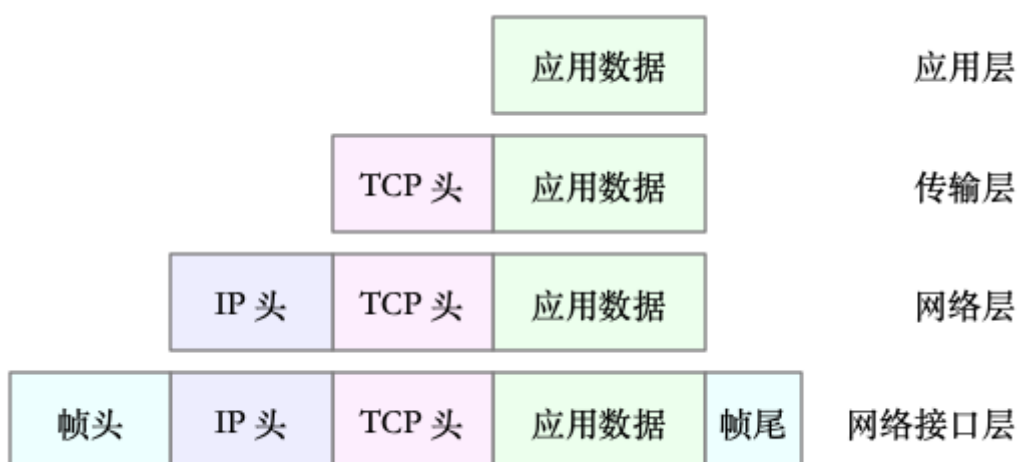 应用数据 应用层
TCP 头 应用数据 传输层
IP 头 TCP 头 应用数据 网络层
帧头 IP 头 TCP 头 应用数据 帧尾 网络接口层